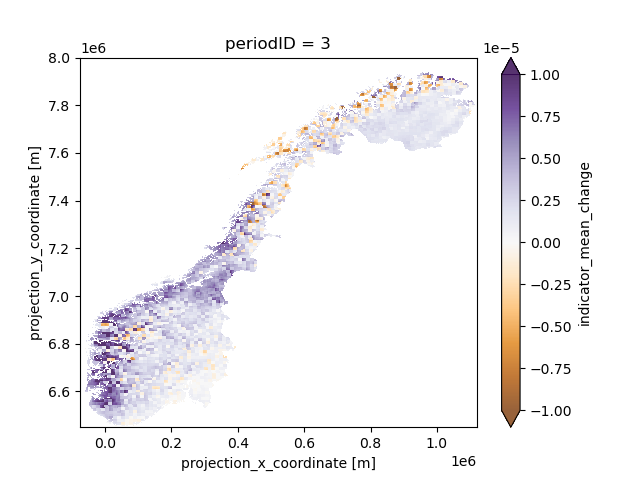 periodID = 3
1e6
8.0
7.8
7.6
7.4
7.2
7.0
6.8
6.6
projection_y_coordinate [m]
0.0 0.2 0.4 0.6 0.8 1.0
1e6
projection_x_coordinate [m]
1e−5
1.00
0.75
0.50
0.25
0.00
−0.25
−0.50
−0.75
−1.00
indicator_mean_change